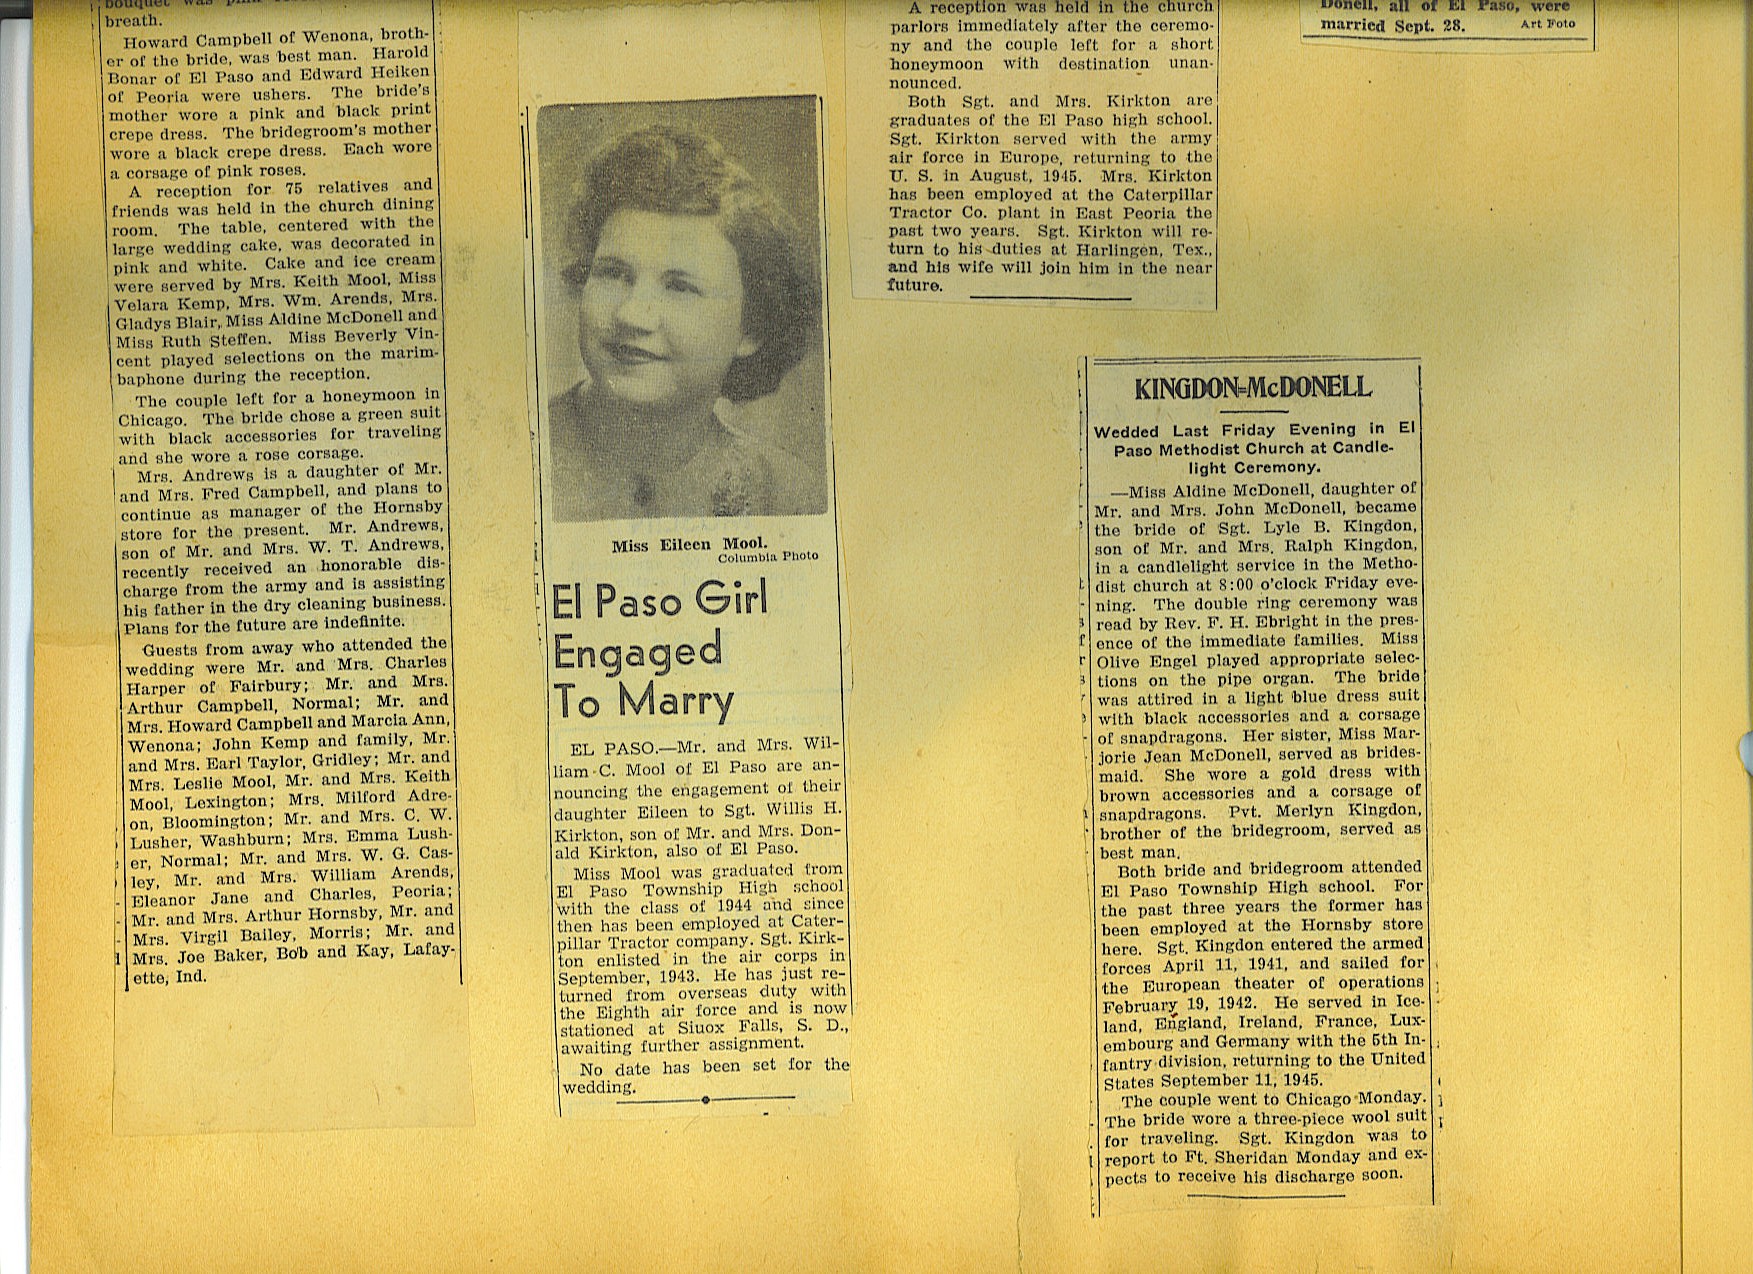 bouquet was pink
breath.
Howard Campbell of Wenona, broth-
er of the bride, was best man. Harold
Bonar of El Paso and Edward Heiken
of Peoria were ushers. The bride's
mother wore a pink and black print
crepe dress. The bridegroom's mother
wore a black crepe dress. Each wore
a corsage of pink roses.
A reception for 75 relatives and
friends was held in the church dining
room. The table, centered with the
large wedding cake, was decorated in
pink and white. Cake and ice cream
were served by Mrs. Keith Mool, Miss
Velara Kemp, Mrs. Wm. Arends, Mrs.
Gladys Blair, Miss Aldine McDonell and
Miss Ruth Steffen. Miss Beverly Vin-
cent played selections on the marim-
baphone during the reception.
The couple left for a honeymoon in
Chicago. The bride chose a green suit
with black accessories for traveling
and she wore a rose corsage.
Mrs. Andrews is a daughter of Mr.
and Mrs. Fred Campbell, and plans to
continue as manager of the Hornsby
store for the present. Mr. Andrews,
son of Mr. and Mrs. W. T. Andrews,
recently received an honorable dis-
charge from the army and is assisting
his father in the dry cleaning business.
Plans for the future are indefinite.
Guests from away who attended the
wedding were Mr. and Mrs. Charles
Harper of Fairbury; Mr. and Mrs.
Arthur Campbell, Normal; Mr. and
Mrs. Howard Campbell and Marcia Ann,
Wenona; John Kemp and family, Mr.
and Mrs. Earl Taylor, Gridley; Mr. and
Mrs. Leslie Mool, Mr. and Mrs. Keith
Mool, Lexington; Mrs. Milford Adre-
on, Bloomington; Mr. and Mrs. C. W.
Lusher, Washburn; Mrs. Emma Lush-
er, Normal; Mr. and Mrs. W. G. Cas-
ley, Mr. and Mrs. William Arends,
Eleanor Jane and Charles, Peoria;
Mr. and Mrs. Arthur Hornsby, Mr. and
Mrs. Virgil Bailey, Morris; Mr. and
Mrs. Joe Baker, Bob and Kay, Lafay-
ette, Ind.
Miss Eileen Mool.
Columbia Photo
El Paso Girl
Engaged
To Marry
EL PASO.—Mr. and Mrs. Wil-
liam C. Mool of El Paso are an-
nouncing the engagement of their
daughter Eileen to Sgt. Willis H.
Kirkton, son of Mr. and Mrs. Don-
ald Kirkton, also of El Paso.
Miss Mool was graduated from
El Paso Township High school
with the class of 1944 and since
then has been employed at Cater-
pillar Tractor company. Sgt. Kirk-
ton enlisted in the air corps in
September, 1943. He has just re-
turned from overseas duty with
the Eighth air force and is now
stationed at Siuox Falls, S. D.,
awaiting further assignment.
No date has been set for the
wedding.
A reception was held in the church
parlors immediately after the ceremo-
ny and the couple left for a short
honeymoon with destination unan-
nounced.
Both Sgt. and Mrs. Kirkton are
graduates of the El Paso high school.
Sgt. Kirkton served with the army
air force in Europe, returning to the
U. S. in August, 1945. Mrs. Kirkton
has been employed at the Caterpillar
Tractor Co. plant in East Peoria the
past two years. Sgt. Kirkton will re-
turn to his duties at Harlingen, Tex.,
and his wife will join him in the near
future.
Donell, all of El Paso, were
married Sept. 28. Art Foto
KINGDON-McDONELL
Wedded Last Friday Evening in El
Paso Methodist Church at Candle-
light Ceremony.
—Miss Aldine McDonell, daughter of
Mr. and Mrs. John McDonell, became
the bride of Sgt. Lyle B. Kingdon,
son of Mr. and Mrs. Ralph Kingdon,
in a candlelight service in the Metho-
dist church at 8:00 o'clock Friday eve-
ning. The double ring ceremony was
read by Rev. F. H. Ebright in the pres-
ence of the immediate families. Miss
Olive Engel played appropriate selec-
tions on the pipe organ. The bride
was attired in a light blue dress suit
with black accessories and a corsage
of snapdragons. Her sister, Miss Mar-
jorie Jean McDonell, served as brides-
maid. She wore a gold dress with
brown accessories and a corsage of
snapdragons. Pvt. Merlyn Kingdon,
brother of the bridegroom, served as
best man.
Both bride and bridegroom attended
El Paso Township High school. For
the past three years the former has
been employed at the Hornsby store
here. Sgt. Kingdon entered the armed
forces April 11, 1941, and sailed for
the European theater of operations
February 19, 1942. He served in Ice-
land, England, Ireland, France, Lux-
embourg and Germany with the 5th In-
fantry division, returning to the United
States September 11, 1945.
The couple went to Chicago Monday.
The bride wore a three-piece wool suit
for traveling. Sgt. Kingdon was to
report to Ft. Sheridan Monday and ex-
pects to receive his discharge soon.